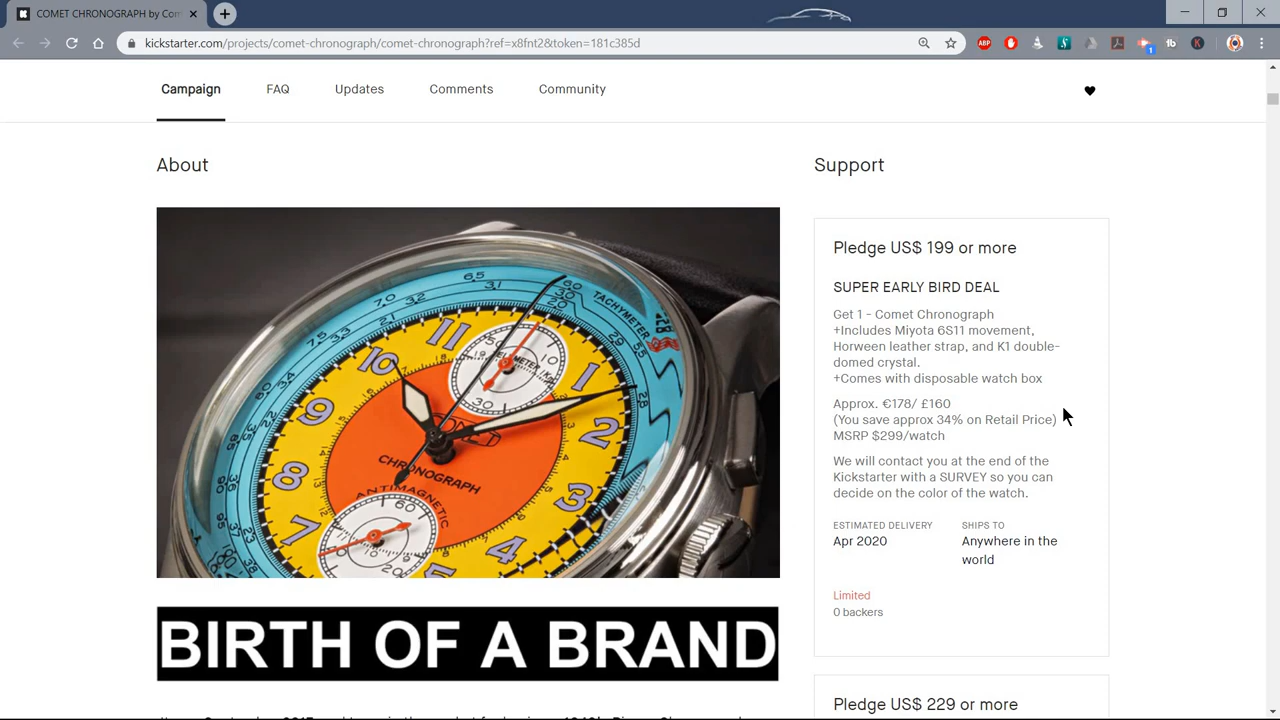 COMET CHRONOGRAPH by Com
kickstarter.com/projects/comet-chronograph/comet-chronograph?ref=x8fnt2&token=181c385d
Campaign
FAQ
Updates
Comments
Community
About
Support
TACHYMETER
CHRONOGRAPH
ANTIMAGNETIC
BIRTH OF A BRAND
Pledge US$ 199 or more
SUPER EARLY BIRD DEAL
Get 1 - Comet Chronograph
+Includes Miyota 6S11 movement,
Horween leather strap, and K1 double-
domed crystal.
+Comes with disposable watch box
Approx. €178/ £160
(You save approx 34% on Retail Price)
MSRP $299/watch
We will contact you at the end of the
Kickstarter with a SURVEY so you can
decide on the color of the watch.
ESTIMATED DELIVERY
Apr 2020
SHIPS TO
Anywhere in the
world
Limited
0 backers
Pledge US$ 229 or more